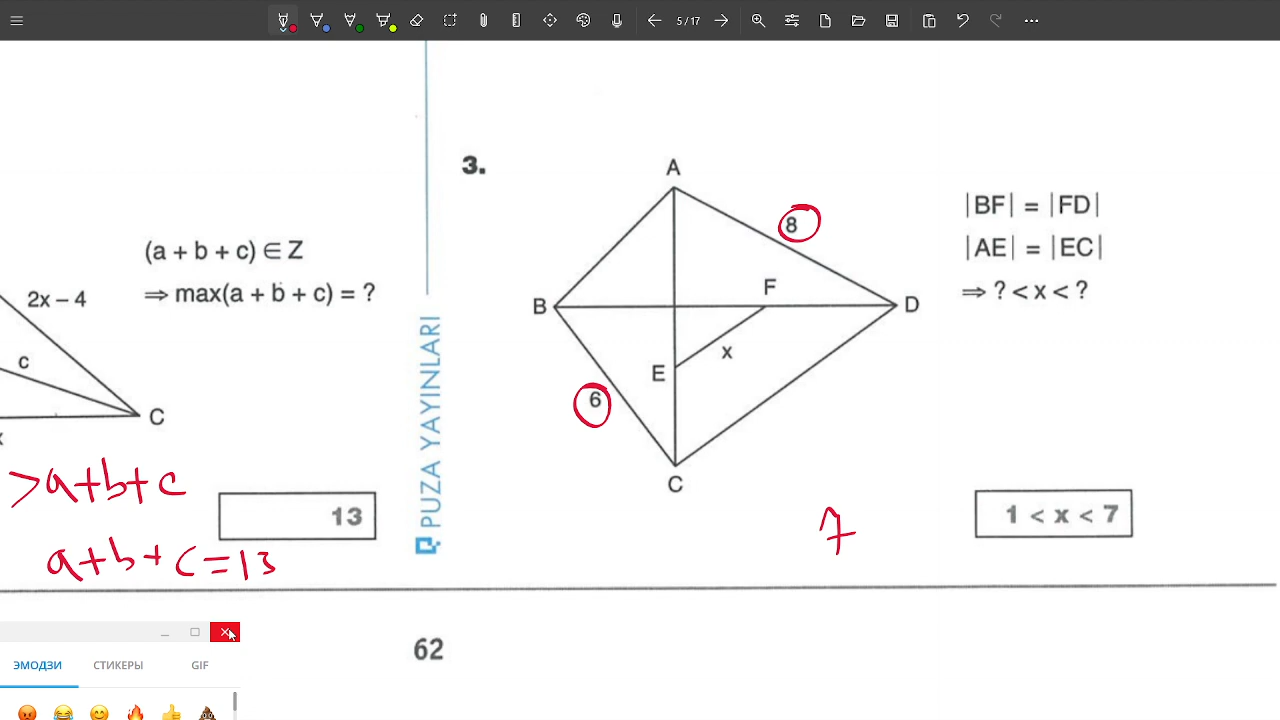 5/17
3.
A
8
F
B
D
x
E
6
C
|BF| = |FD|
|AE| = |EC|
⇒ ? < x < ?
(a + b + c) ∈ Z
⇒ max(a + b + c) = ?
2x – 4
c
C
x
>a+b+c
13
a+b+c=13
PUZA YAYINLARI
7
1 < x < 7
62
ЭМОДЗИ
СТИКЕРЫ
GIF